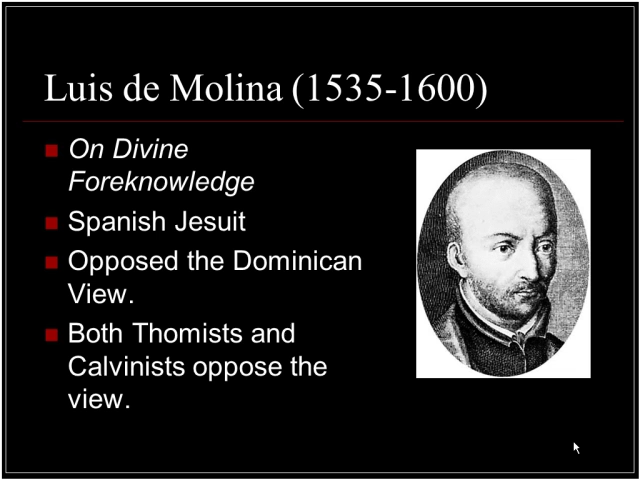 Luis de Molina (1535-1600)
On Divine
Foreknowledge
Spanish Jesuit
Opposed the Dominican
View.
Both Thomists and
Calvinists oppose the
view.